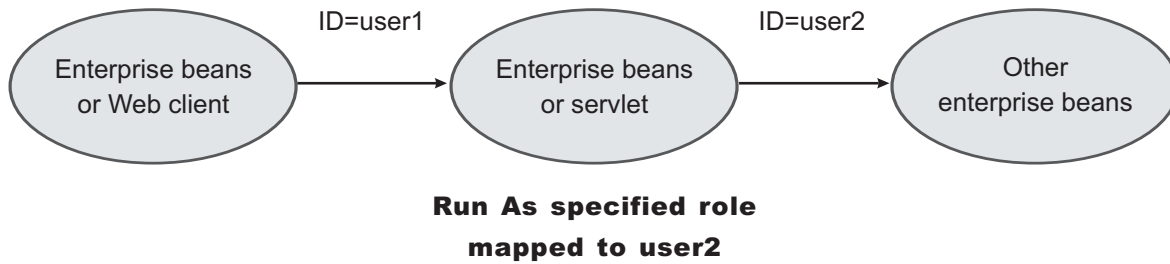 ID=user1
ID=user2
Enterprise beans
or Web client
Enterprise beans
or servlet
Other
enterprise beans
Run As specified role
mapped to user2